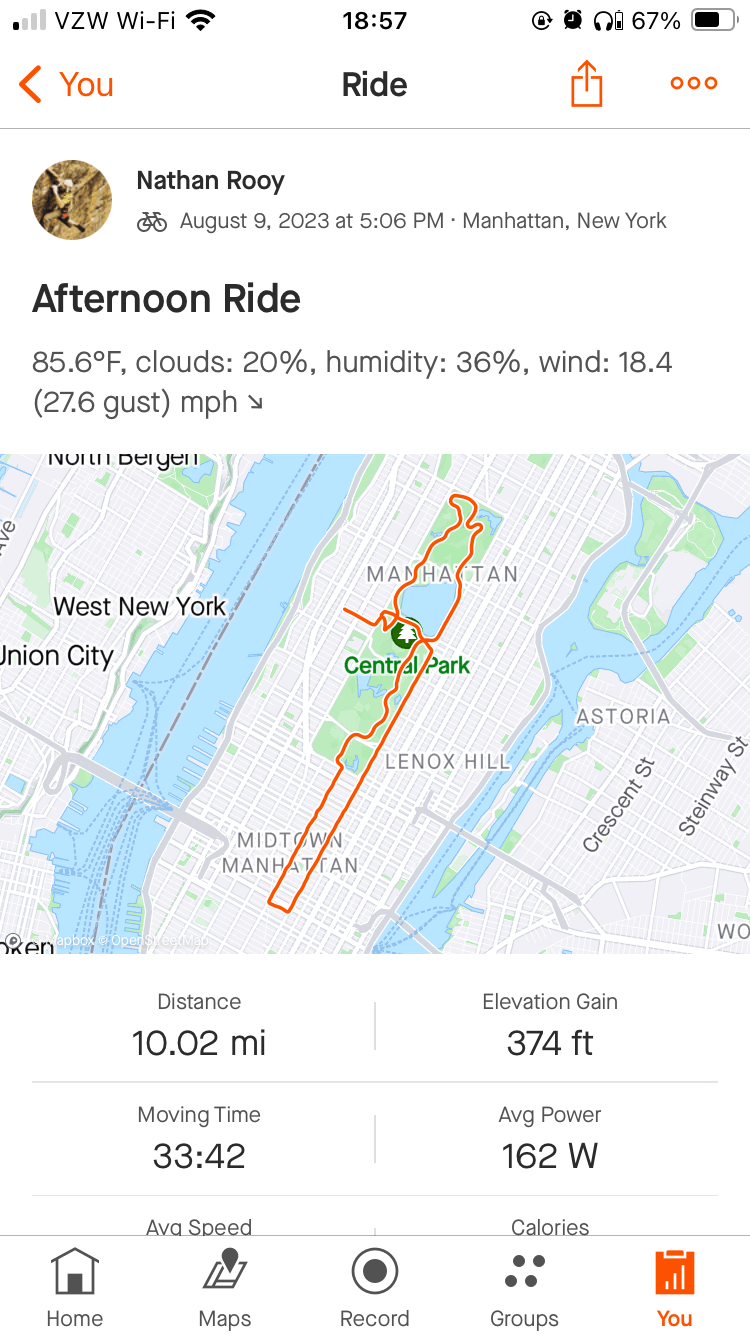 VZW Wi-Fi 18:57 67%
You Ride
Nathan Rooy
August 9, 2023 at 5:06 PM · Manhattan, New York
Afternoon Ride
85.6°F, clouds: 20%, humidity: 36%, wind: 18.4
(27.6 gust) mph ↘
North Bergen
Ave
MANHATTAN
West New York
Union City
Central Park
ASTORIA
LENOX HILL
Crescent St
Steinway St
MIDTOWN
MANHATTAN
WO
oken
apbox © OpenStreetMap
Distance Elevation Gain
10.02 mi 374 ft
Moving Time Avg Power
33:42 162 W
Avg Speed Calories
Home Maps Record Groups You